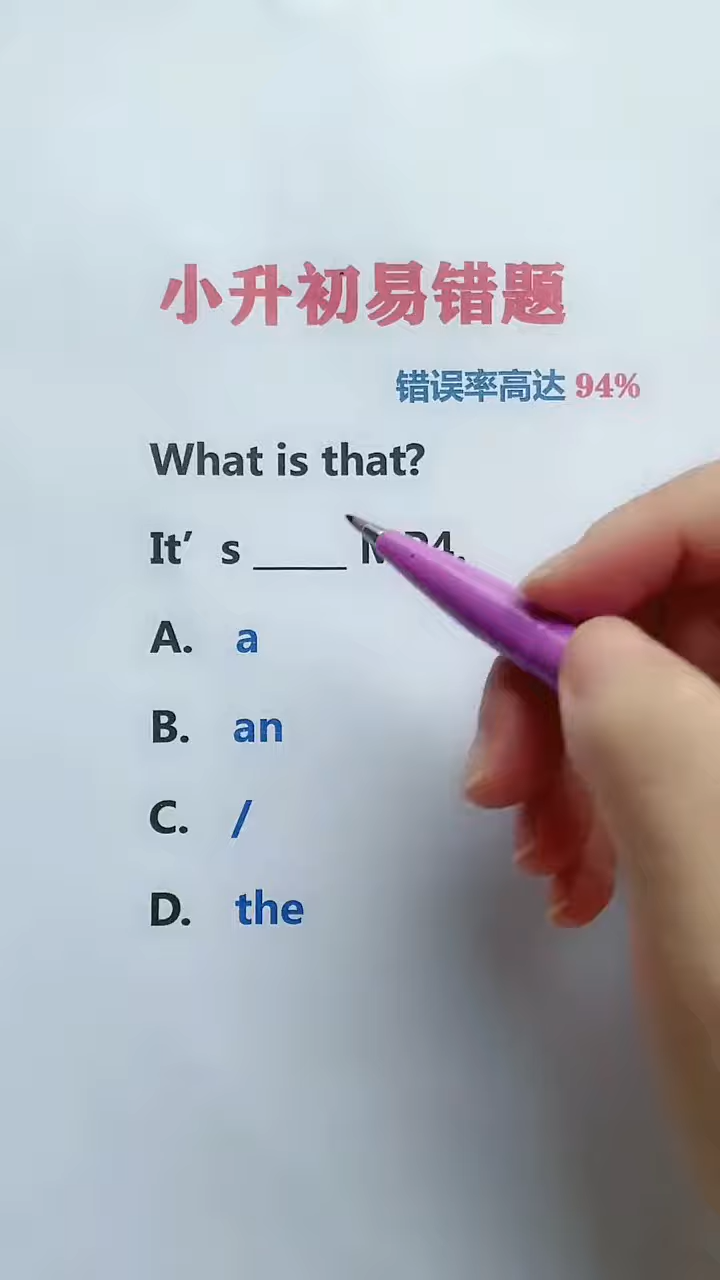 小升初易错题
错误率高达 94%
What is that?
It's _____ 4.
A. a
B. an
C. /
D. the